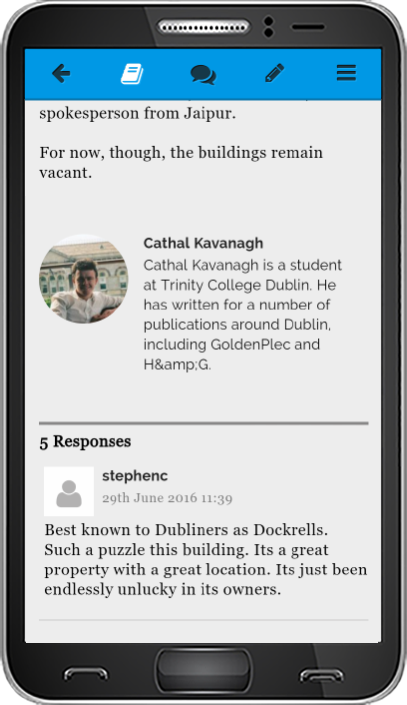 spokesperson from Jaipur.
For now, though, the buildings remain
vacant.
Cathal Kavanagh
Cathal Kavanagh is a student
at Trinity College Dublin. He
has written for a number of
publications around Dublin,
including GoldenPlec and
H&amp;G.
5 Responses
stephenc
29th June 2016 11:39
Best known to Dubliners as Dockrells.
Such a puzzle this building. Its a great
property with a great location. Its just been
endlessly unlucky in its owners.